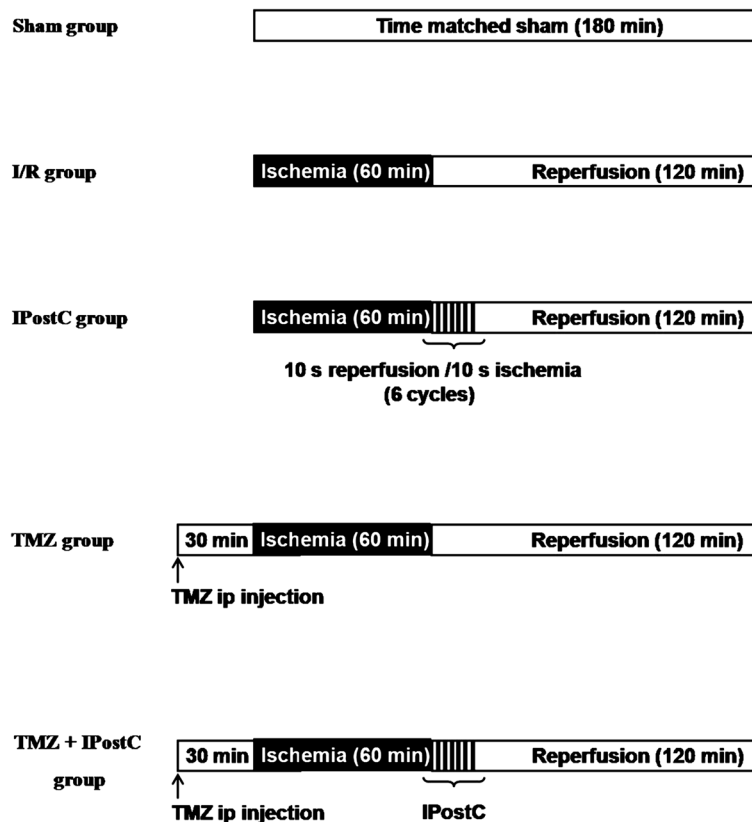 Sham group
Time matched sham (180 min)
I/R group
Ischemia (60 min)
Reperfusion (120 min)
IPostC group
Ischemia (60 min)
Reperfusion (120 min)
10 s reperfusion /10 s ischemia
(6 cycles)
TMZ group
30 min
Ischemia (60 min)
Reperfusion (120 min)
TMZ ip injection
TMZ + IPostC
group
30 min
Ischemia (60 min)
Reperfusion (120 min)
TMZ ip injection
IPostC